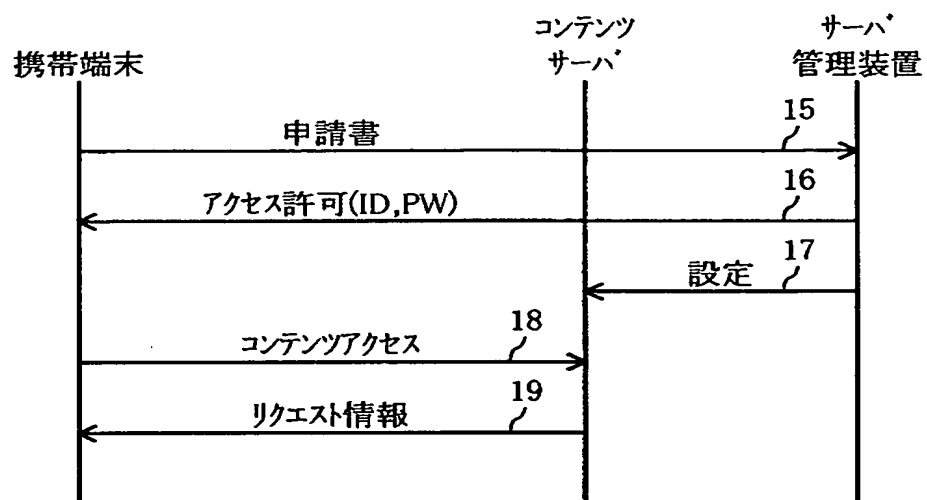 コンテンツ
サーバ
サーバ
携帯端末
管理装置
申請書
15
アクセス許可(ID,PW)
16
設定
17
コンテンツアクセス
18
リクエスト情報
19